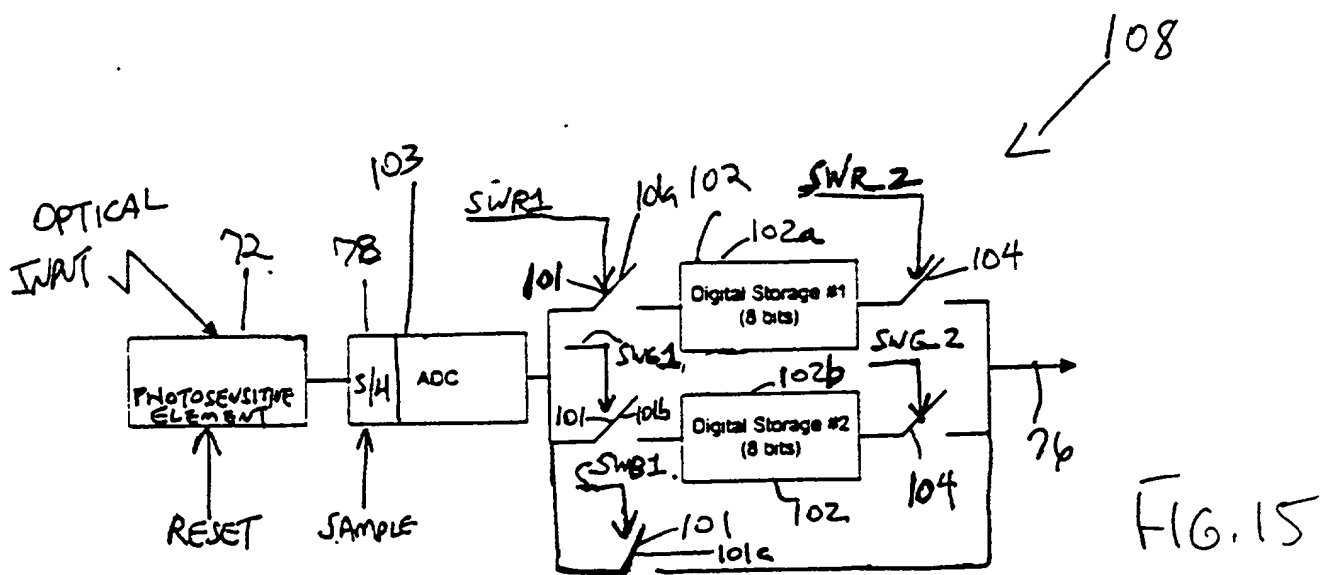 108
103
SWR1
101a
102
SWR_2
OPTICAL
INPUT
72
78
101
102a
104
Digital Storage #1
(8 bits)
PHOTOSENSITIVE
ELEMENT
S/H
ADC
SWG1
SWG_2
102b
101
101b
Digital Storage #2
(8 bits)
76
SWB1
102
104
RESET
SAMPLE
101
FIG. 15